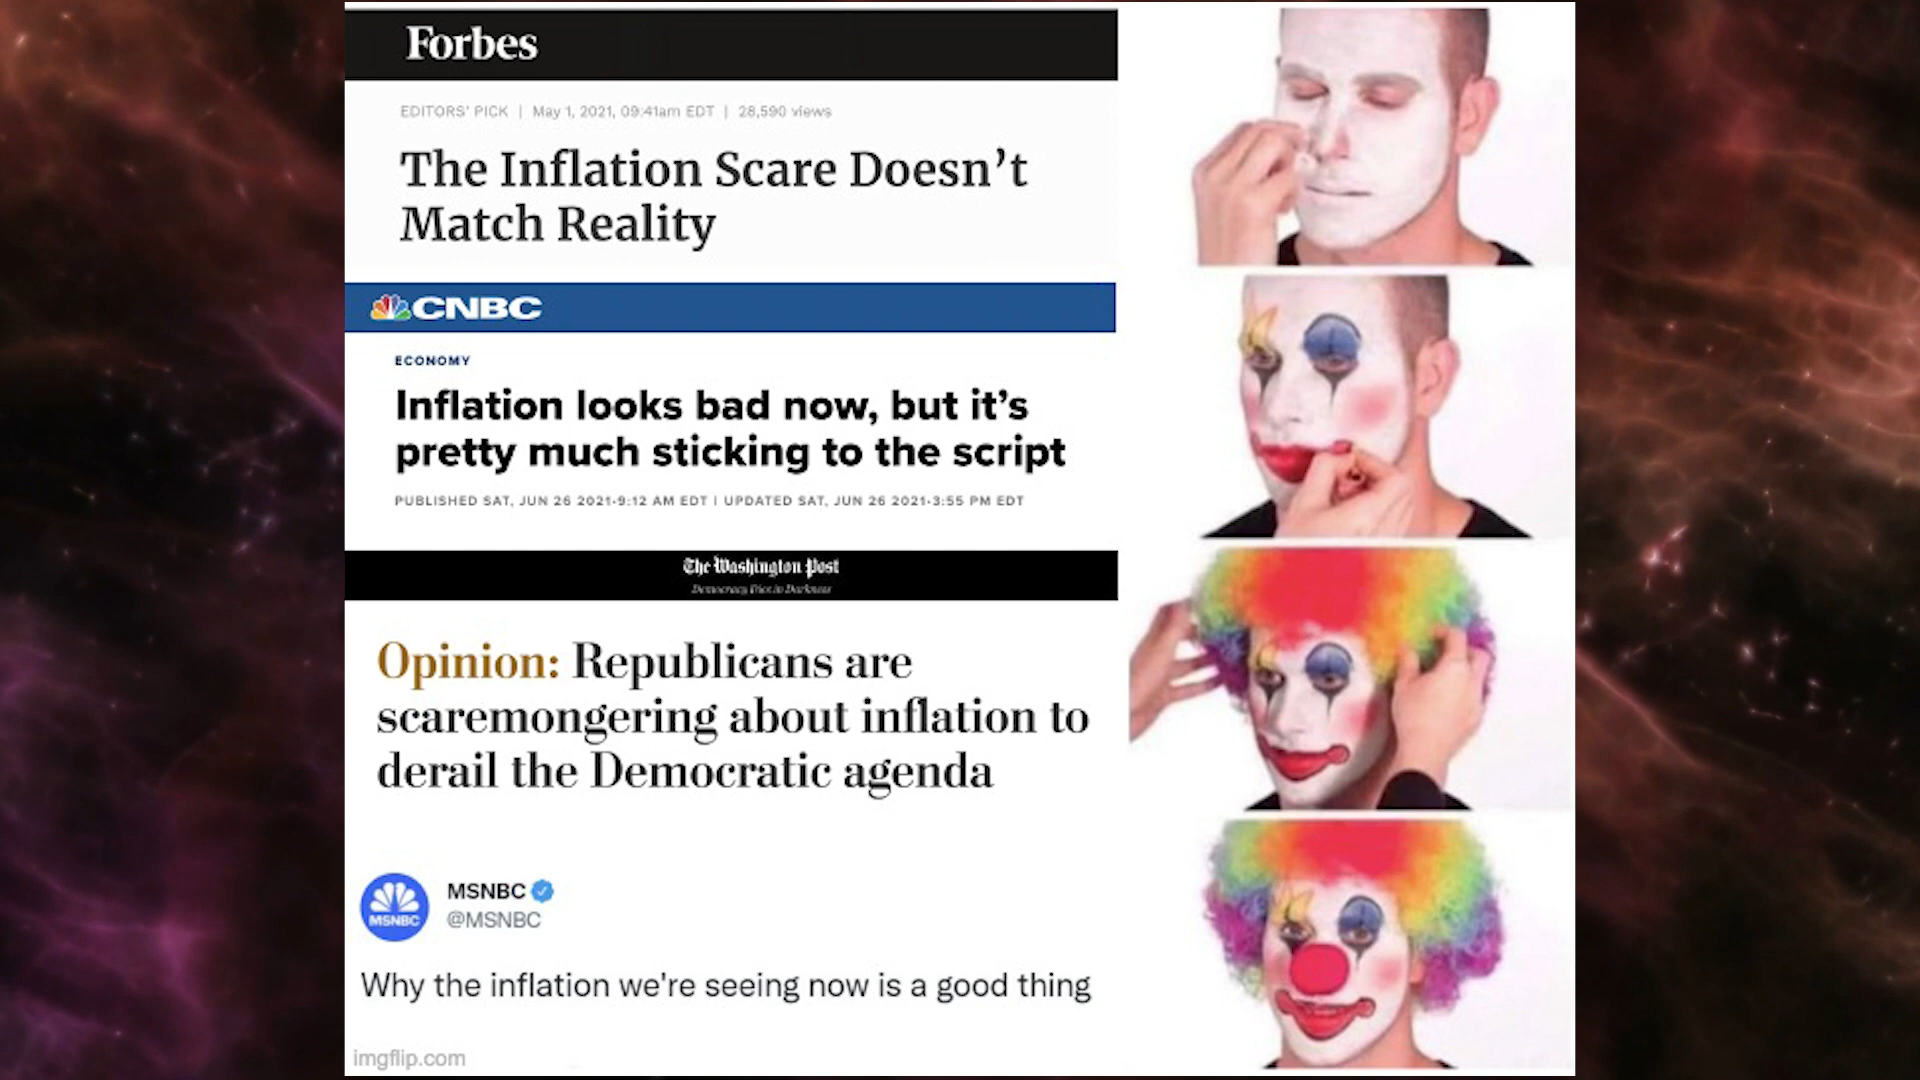 Forbes
EDITORS' PICK | May 1, 2021, 09:41am EDT | 28,590 views
The Inflation Scare Doesn't
Match Reality
CNBC
ECONOMY
Inflation looks bad now, but it's
pretty much sticking to the script
PUBLISHED SAT, JUN 26 2021•9:12 AM EDT | UPDATED SAT, JUN 26 2021•3:55 PM EDT
The Washington Post
Democracy Dies in Darkness
Opinion: Republicans are
scaremongering about inflation to
derail the Democratic agenda
MSNBC
MSNBC
@MSNBC
Why the inflation we're seeing now is a good thing
imgflip.com